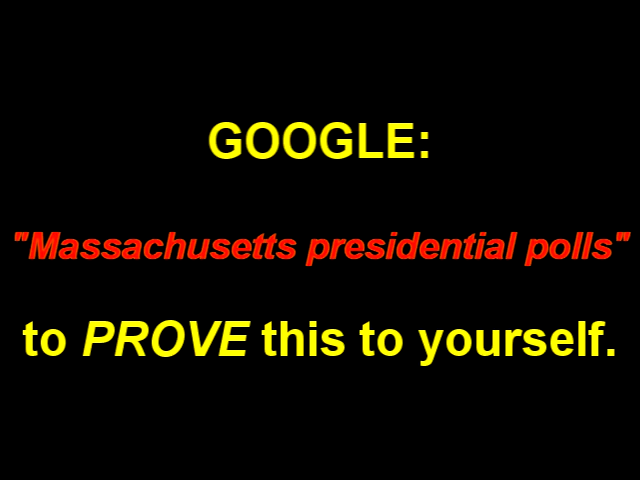 GOOGLE:
"Massachusetts presidential polls"
to PROVE this to yourself.